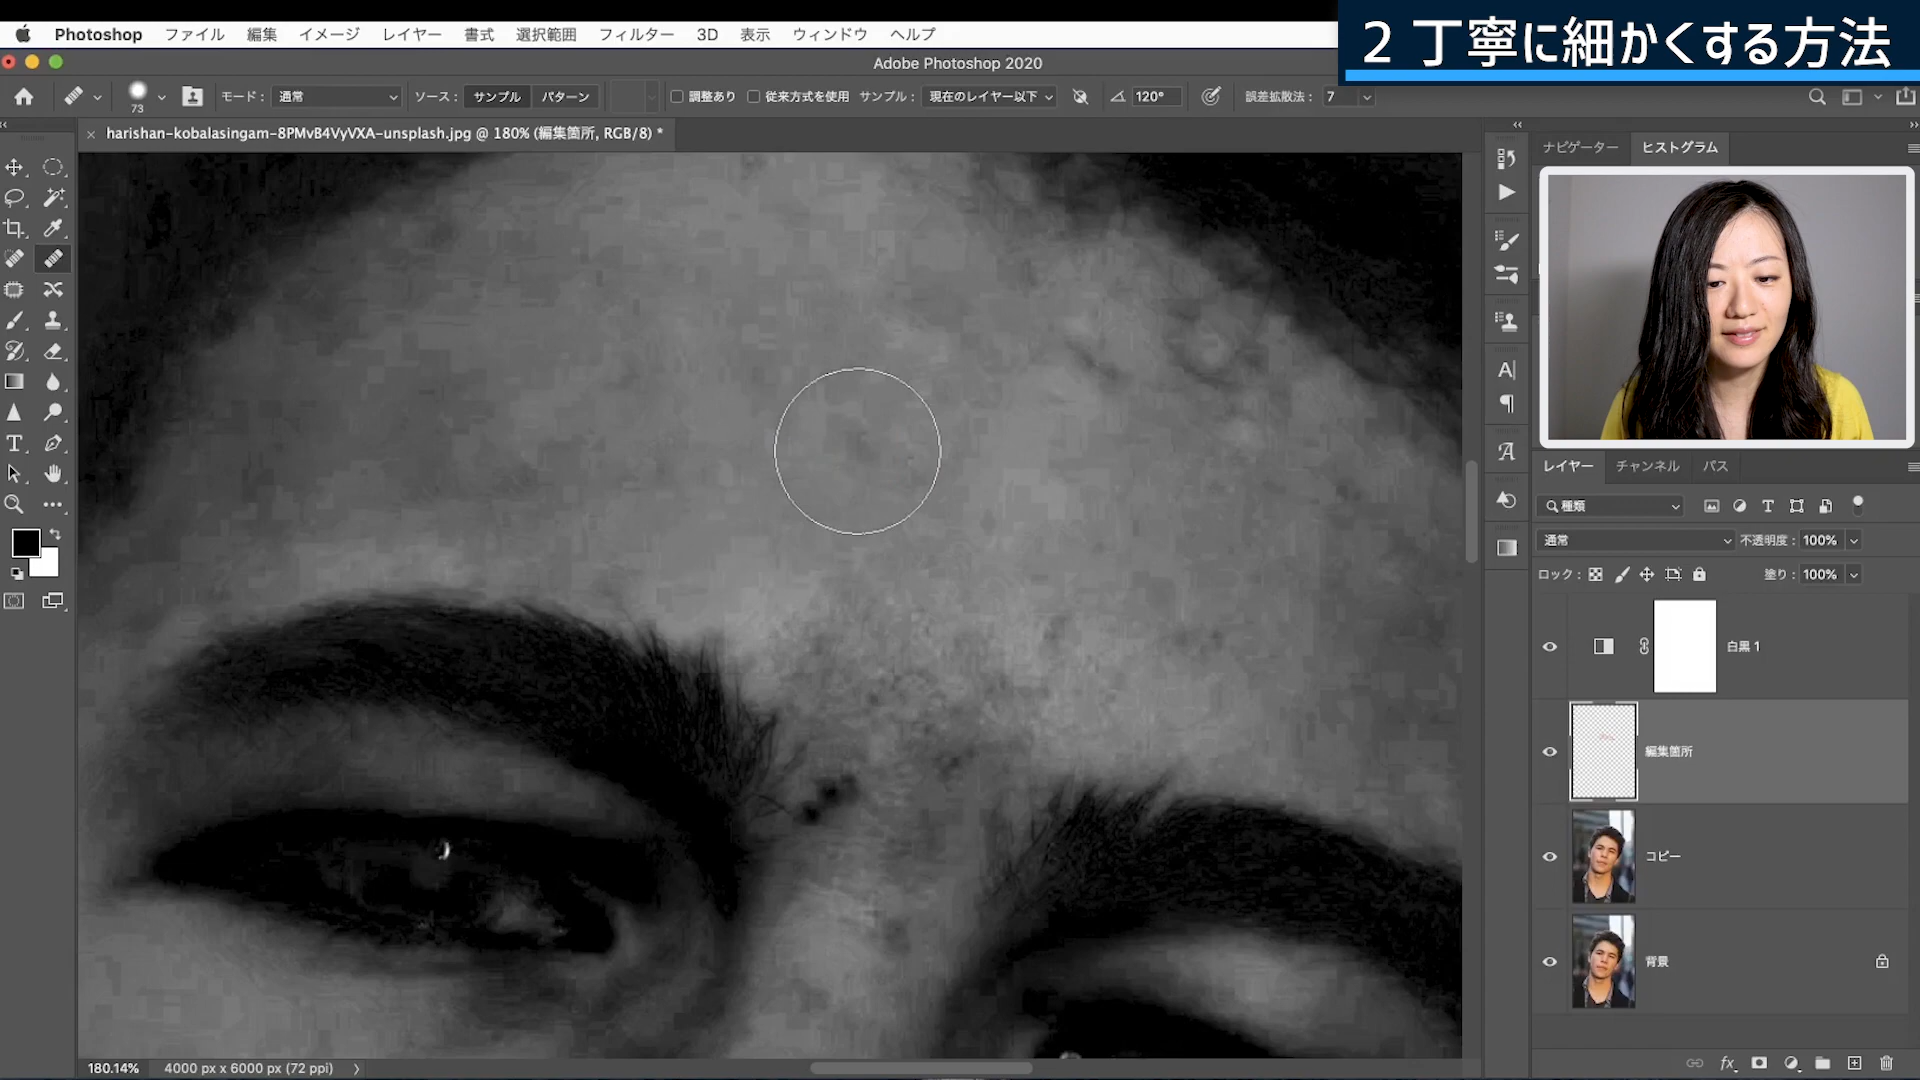 2 丁寧に細かくする方法
Photoshop ファイル 編集 イメージ レイヤー 書式 選択範囲 フィルター 3D 表示 ウィンドウ ヘルプ
Adobe Photoshop 2020
73 モード: 通常 ソース: サンプル パターン 調整あり 従来方式を使用 サンプル: 現在のレイヤー以下 120° 誤差拡散法: 7
harishan-kobalasingam-8PMvB4VyVXA-unsplash.jpg @ 180% (編集箇所, RGB/8) *
ナビゲーター ヒストグラム
レイヤー チャンネル パス
種類
通常 不透明度: 100%
ロック: 塗り: 100%
白黒 1
編集箇所
コピー
背景
fx
180.14% 4000 px x 6000 px (72 ppi)